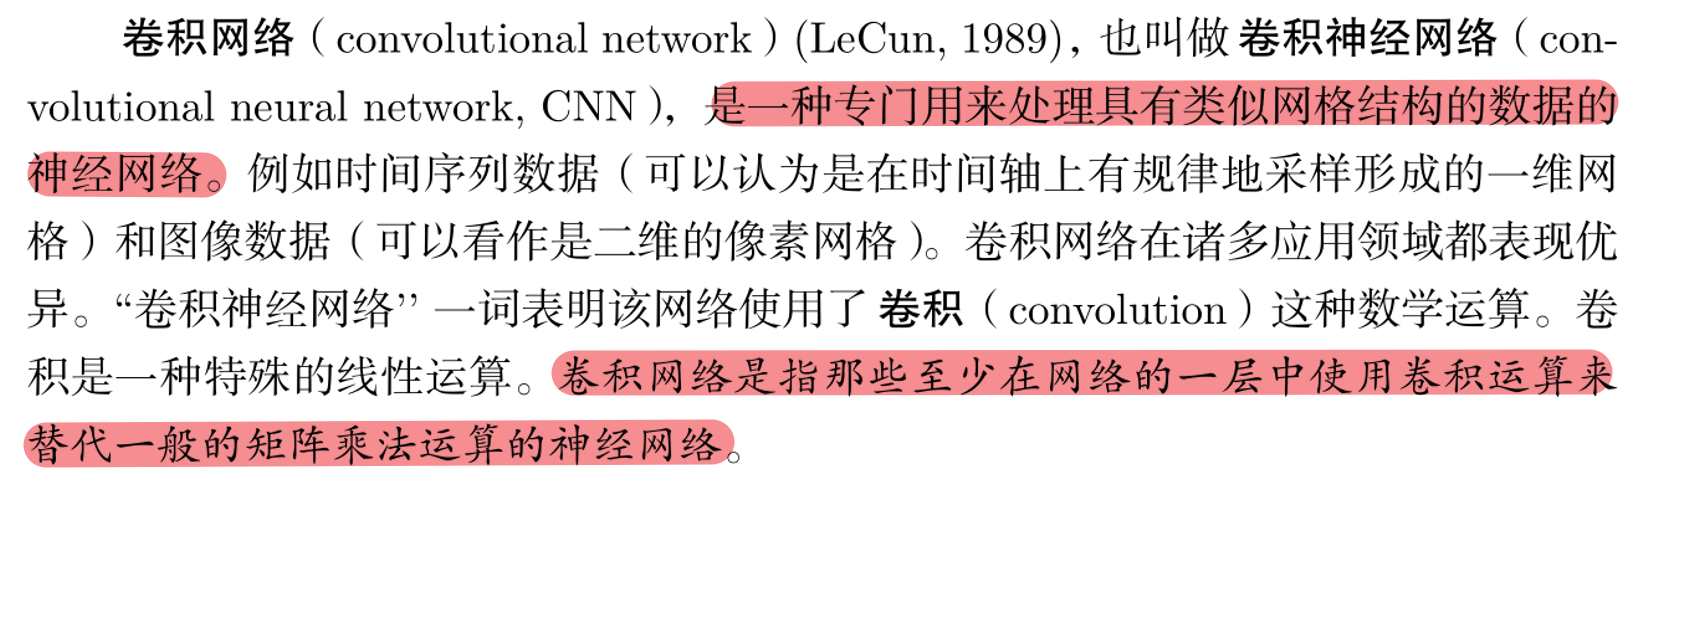 卷积网络（convolutional network）(LeCun, 1989)，也叫做 卷积神经网络（con-
volutional neural network, CNN），是一种专门用来处理具有类似网格结构的数据的
神经网络。例如时间序列数据（可以认为是在时间轴上有规律地采样形成的一维网
格）和图像数据（可以看作是二维的像素网格）。卷积网络在诸多应用领域都表现优
异。“卷积神经网络’’ 一词表明该网络使用了 卷积（convolution）这种数学运算。卷
积是一种特殊的线性运算。卷积网络是指那些至少在网络的一层中使用卷积运算来
替代一般的矩阵乘法运算的神经网络。